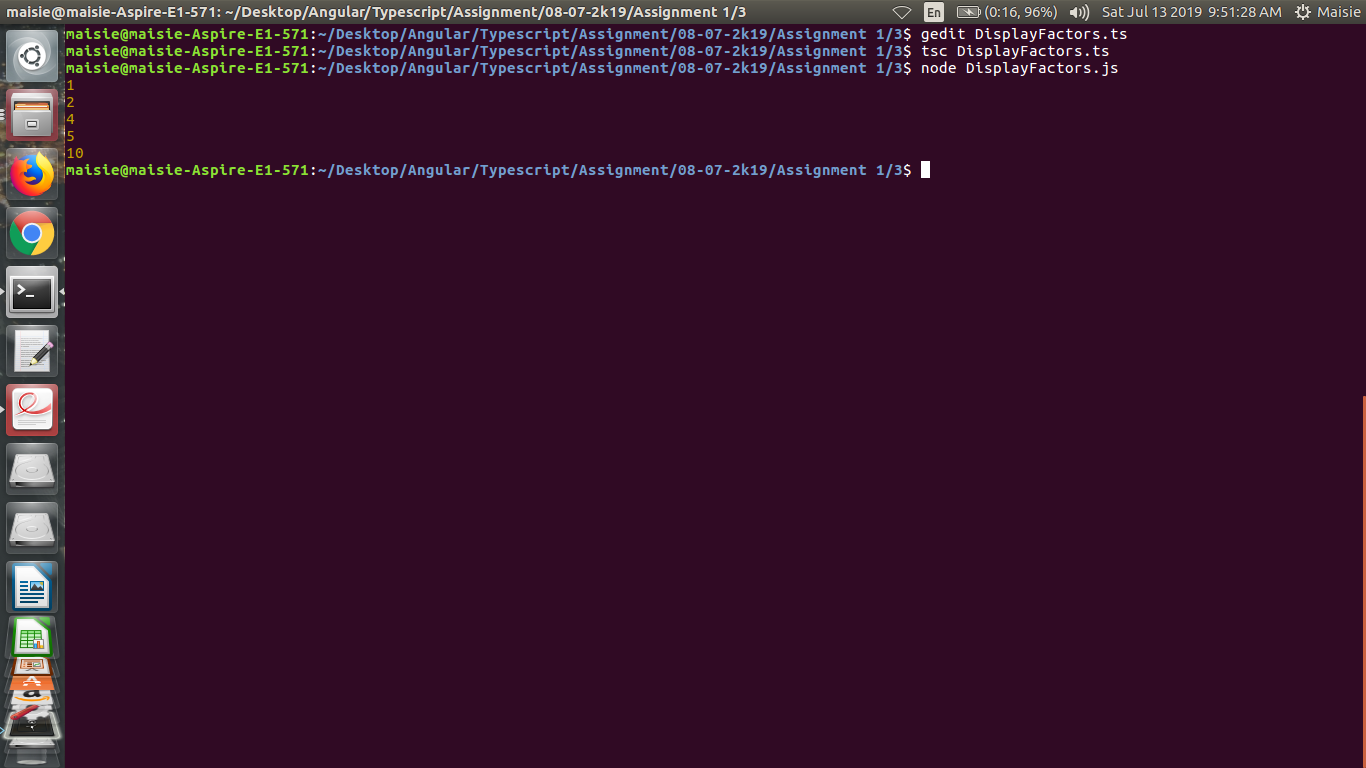 maisie@maisie-Aspire-E1-571: ~/Desktop/Angular/Typescript/Assignment/08-07-2k19/Assignment 1/3 En (0:16, 96%) Sat Jul 13 2019 9:51:28 AM Maisie
maisie@maisie-Aspire-E1-571:~/Desktop/Angular/Typescript/Assignment/08-07-2k19/Assignment 1/3$ gedit DisplayFactors.ts
maisie@maisie-Aspire-E1-571:~/Desktop/Angular/Typescript/Assignment/08-07-2k19/Assignment 1/3$ tsc DisplayFactors.ts
maisie@maisie-Aspire-E1-571:~/Desktop/Angular/Typescript/Assignment/08-07-2k19/Assignment 1/3$ node DisplayFactors.js
1
2
4
5
10
maisie@maisie-Aspire-E1-571:~/Desktop/Angular/Typescript/Assignment/08-07-2k19/Assignment 1/3$